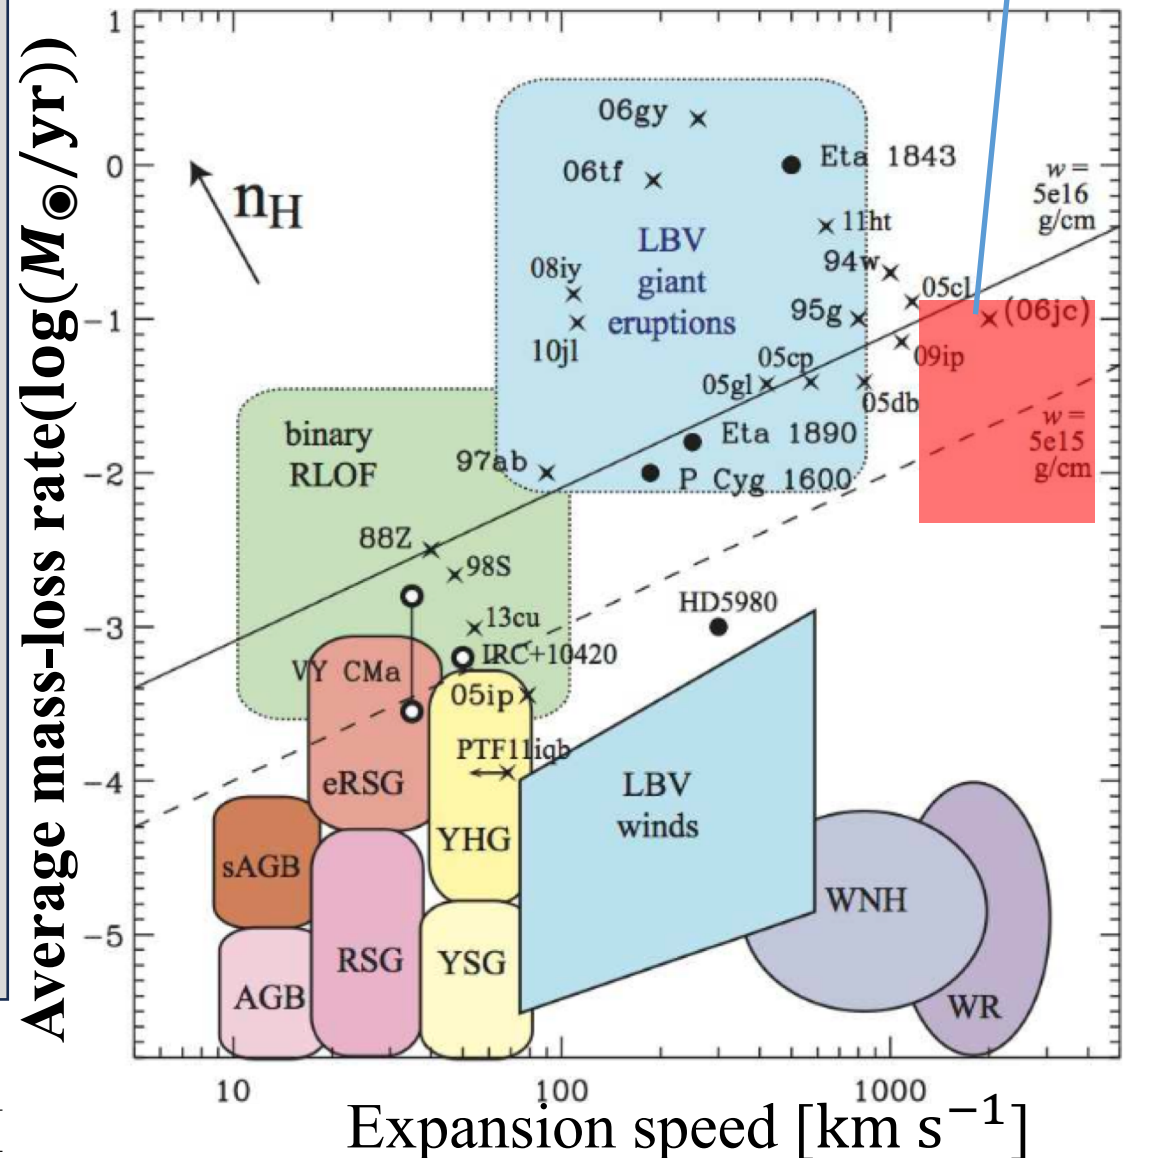 Average mass-loss rate(log(M☉/yr))
1
0
−1
−2
−3
−4
−5
nH
06gy
06tf
Eta 1843
w =
5e16
g/cm
11ht
LBV
giant
eruptions
94w
08iy
05cl
95g
(06jc)
10jl
05cp
09ip
05gl
05db
binary
RLOF
Eta 1890
w =
5e15
g/cm
97ab
P Cyg 1600
88Z
98S
HD5980
13cu
IRC+10420
VY CMa
05ip
PTF11iqb
eRSG
LBV
winds
YHG
sAGB
WNH
RSG
YSG
AGB
WR
10
100
1000
Expansion speed [km s⁻¹]